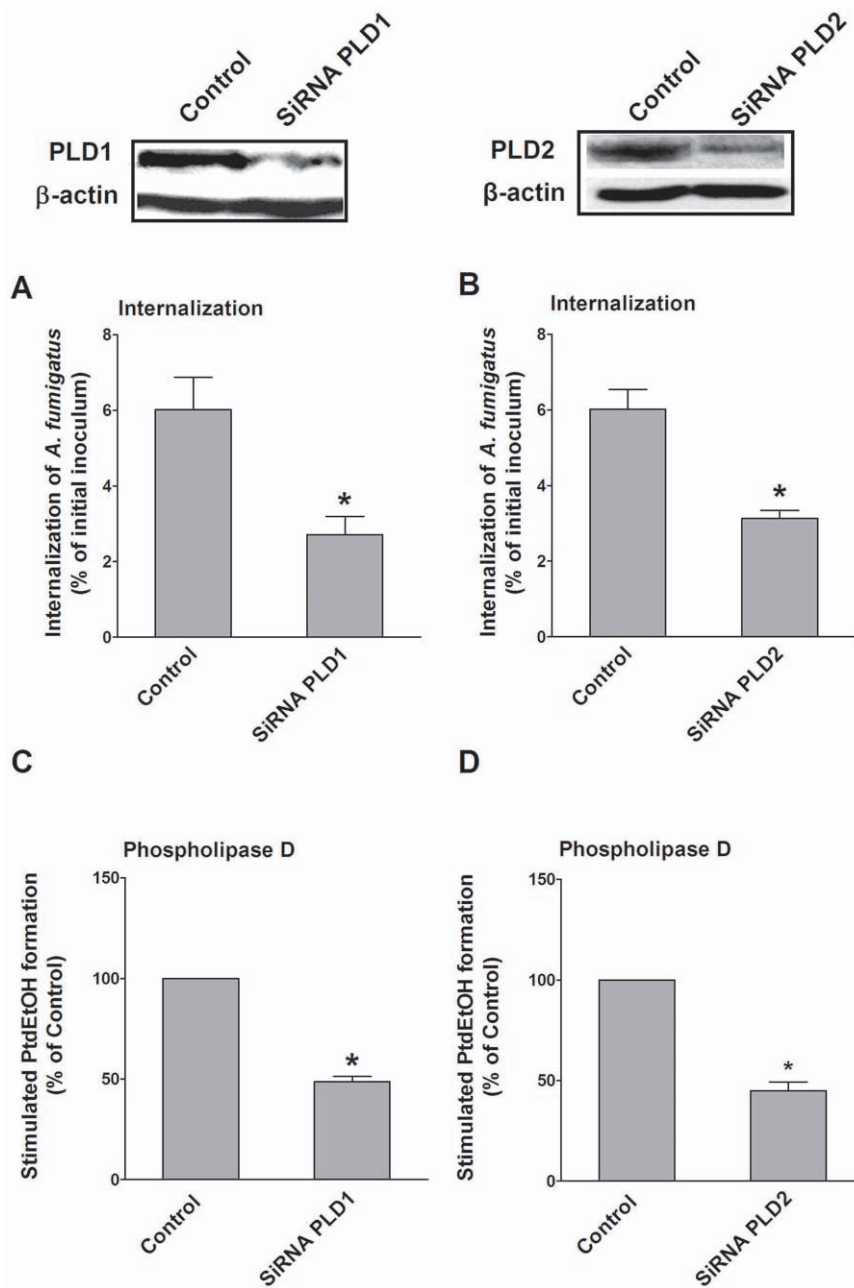 Control
SiRNA PLD1
PLD1
β-actin
Control
SiRNA PLD2
PLD2
β-actin
A
Internalization
Internalization of A. fumigatus
(% of initial inoculum)
8
6
4
2
0
*
Control
SiRNA PLD1
B
Internalization
Internalization of A. fumigatus
(% of initial inoculum)
8
6
4
2
0
*
Control
SiRNA PLD2
C
Phospholipase D
Stimulated PtdEtOH formation
(% of Control)
150
100
50
0
*
Control
SiRNA PLD1
D
Phospholipase D
Stimulated PtdEtOH formation
(% of Control)
150
100
50
0
*
Control
SiRNA PLD2